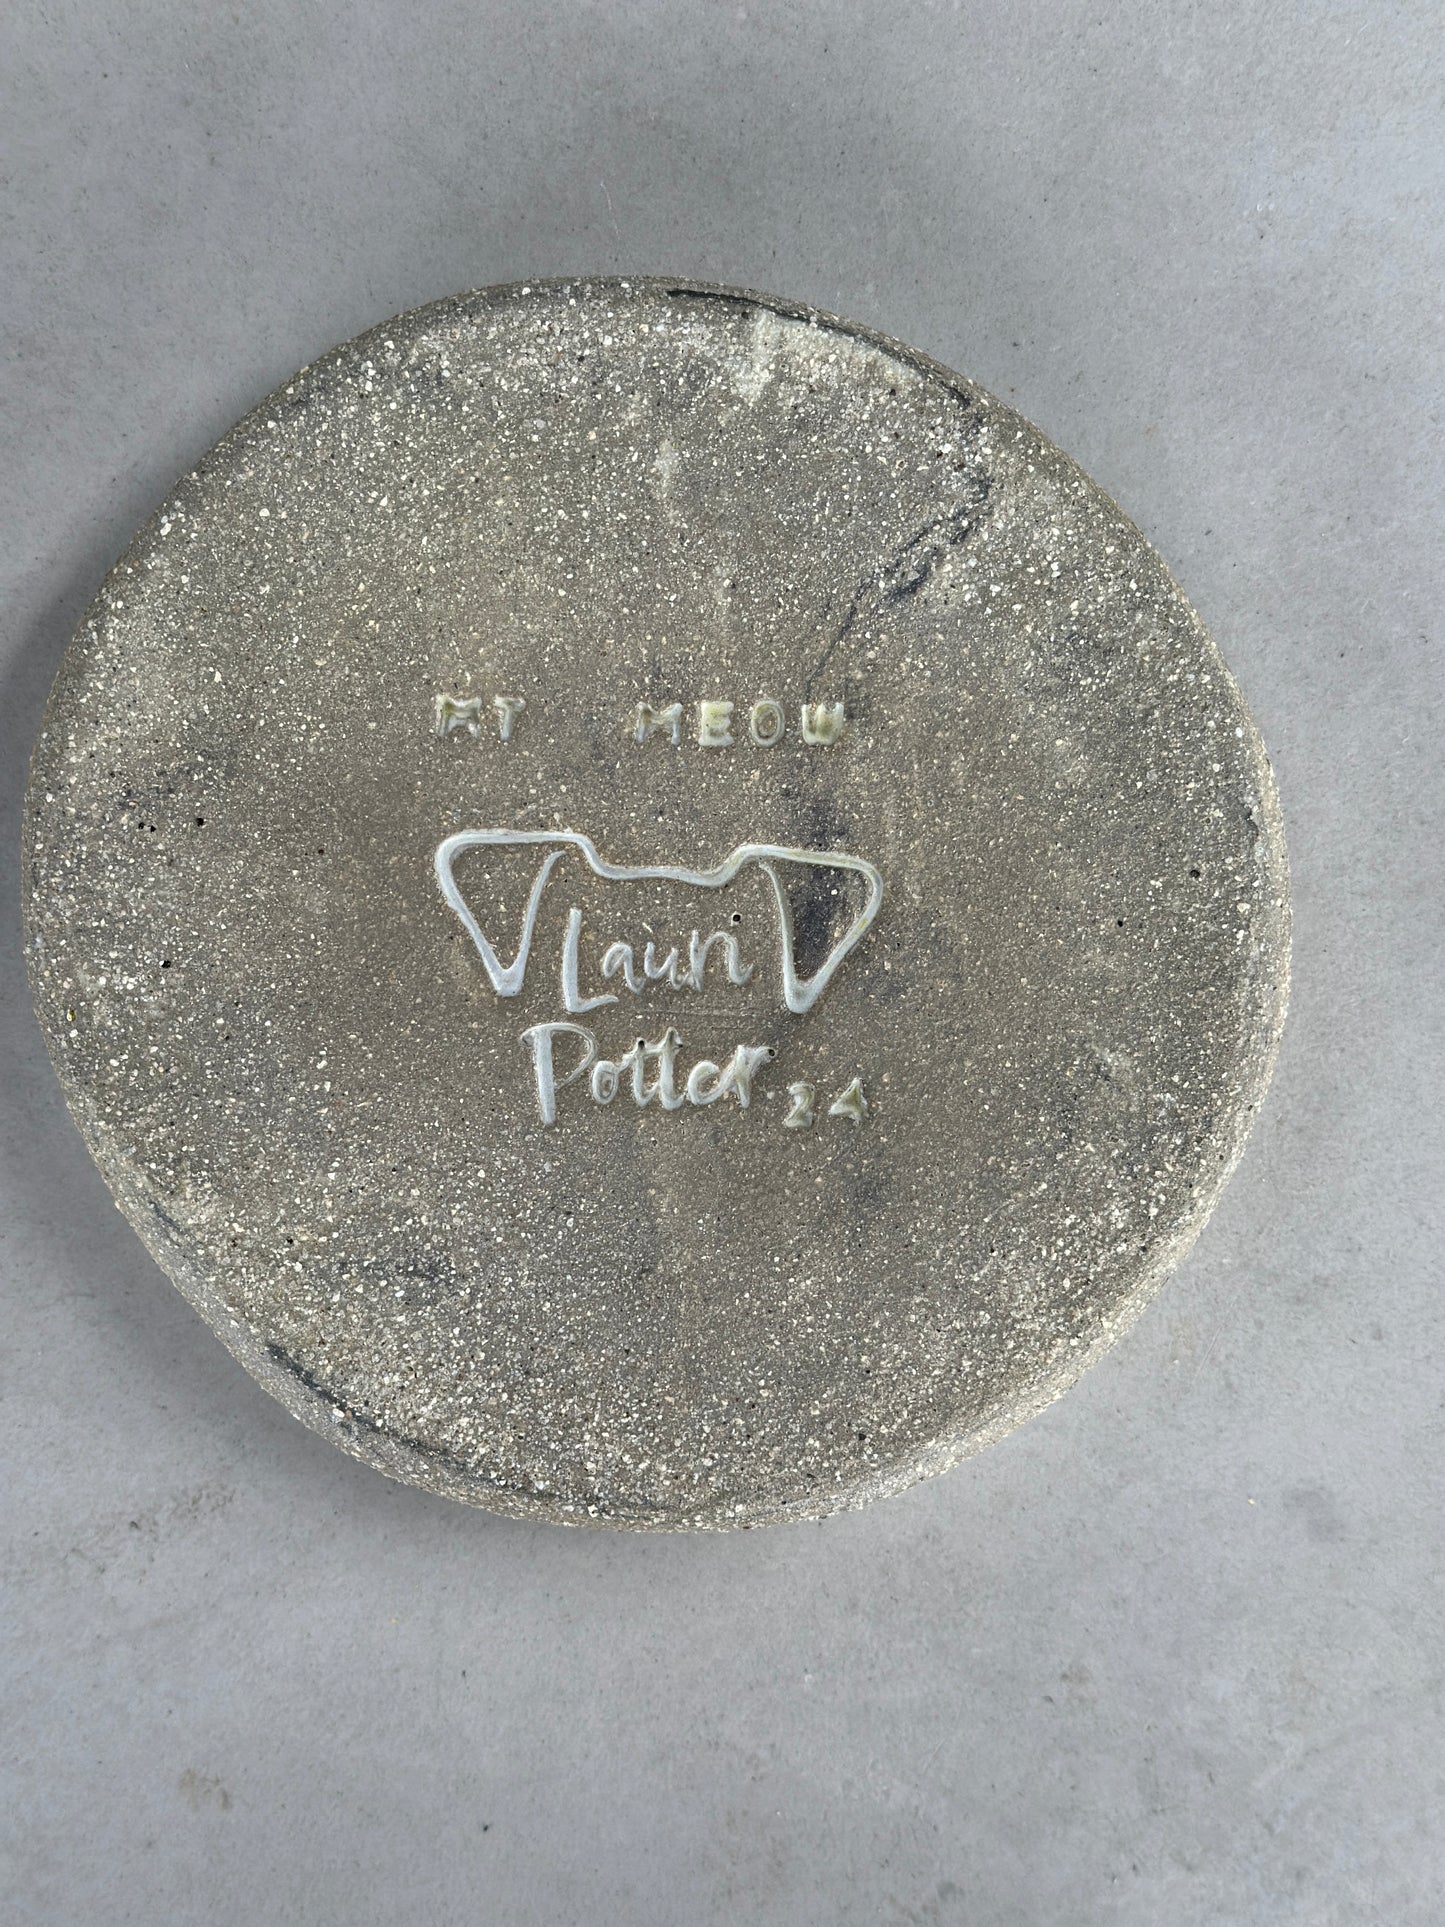 MT MEOW
Lauri
Potter. 24